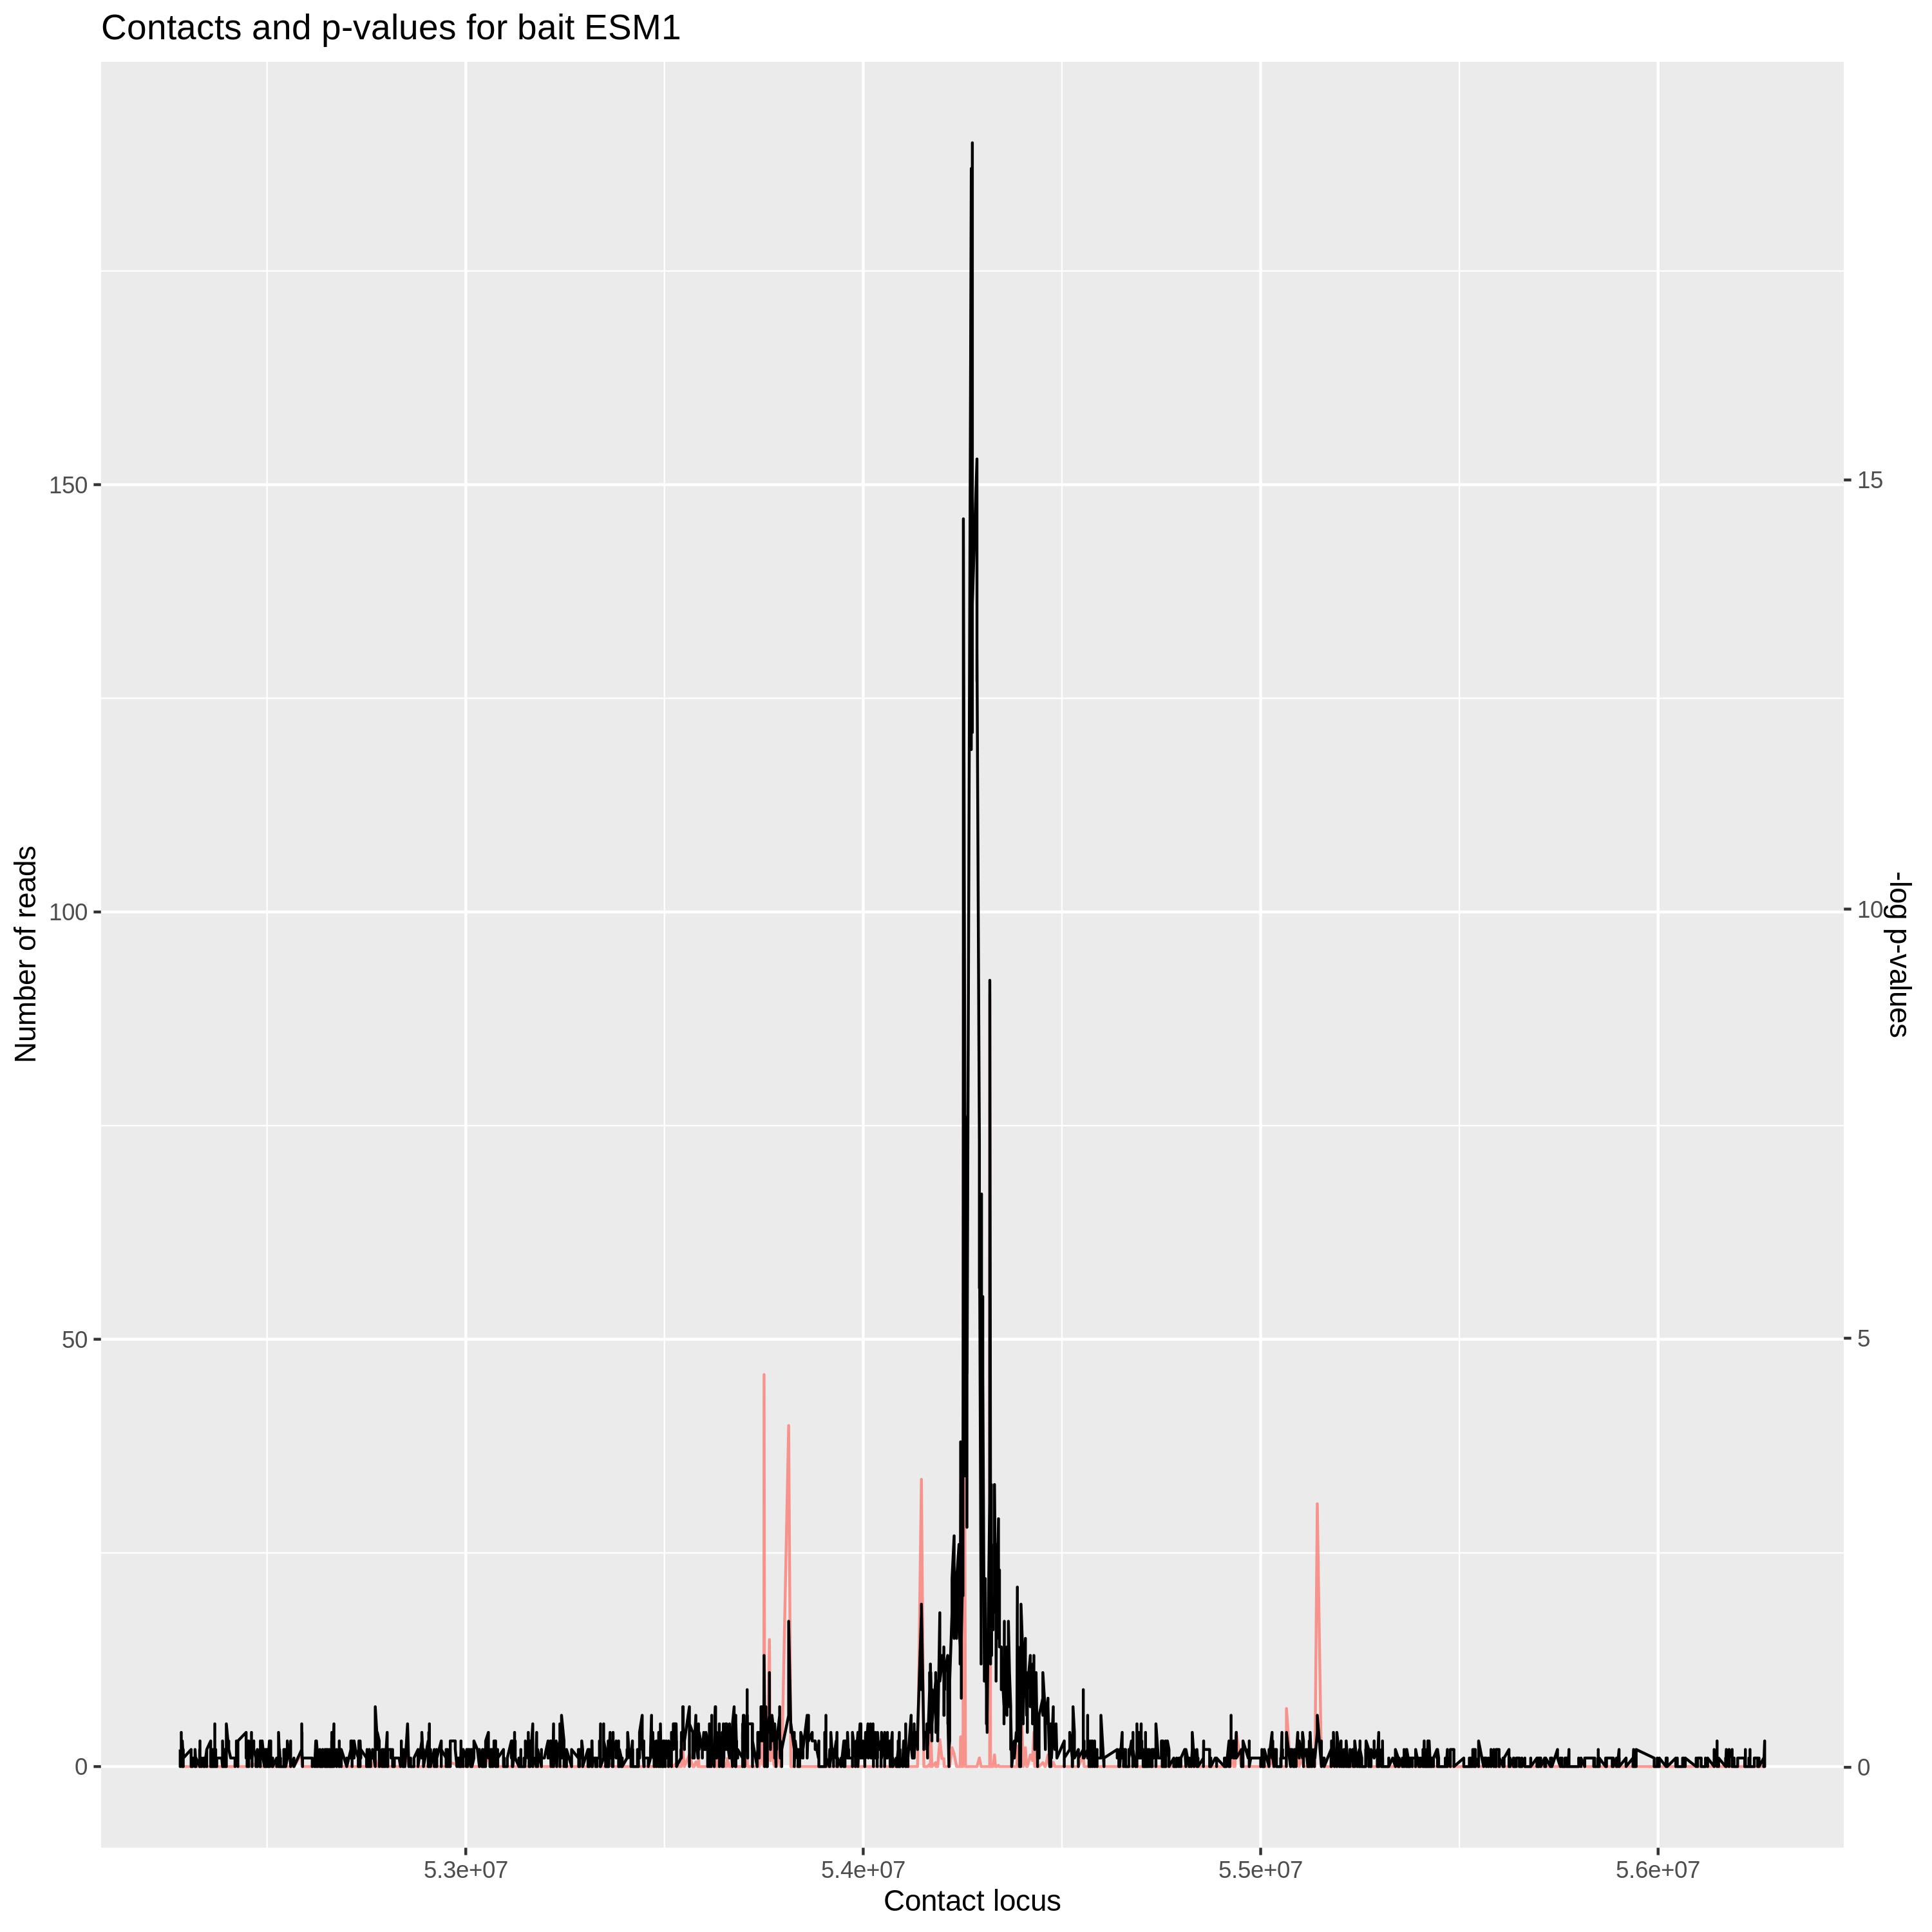 Contacts and p-values for bait ESM1
150
100
50
0
Number of reads
15
10
5
0
-log p-values
5.3e+07
5.4e+07
5.5e+07
5.6e+07
Contact locus